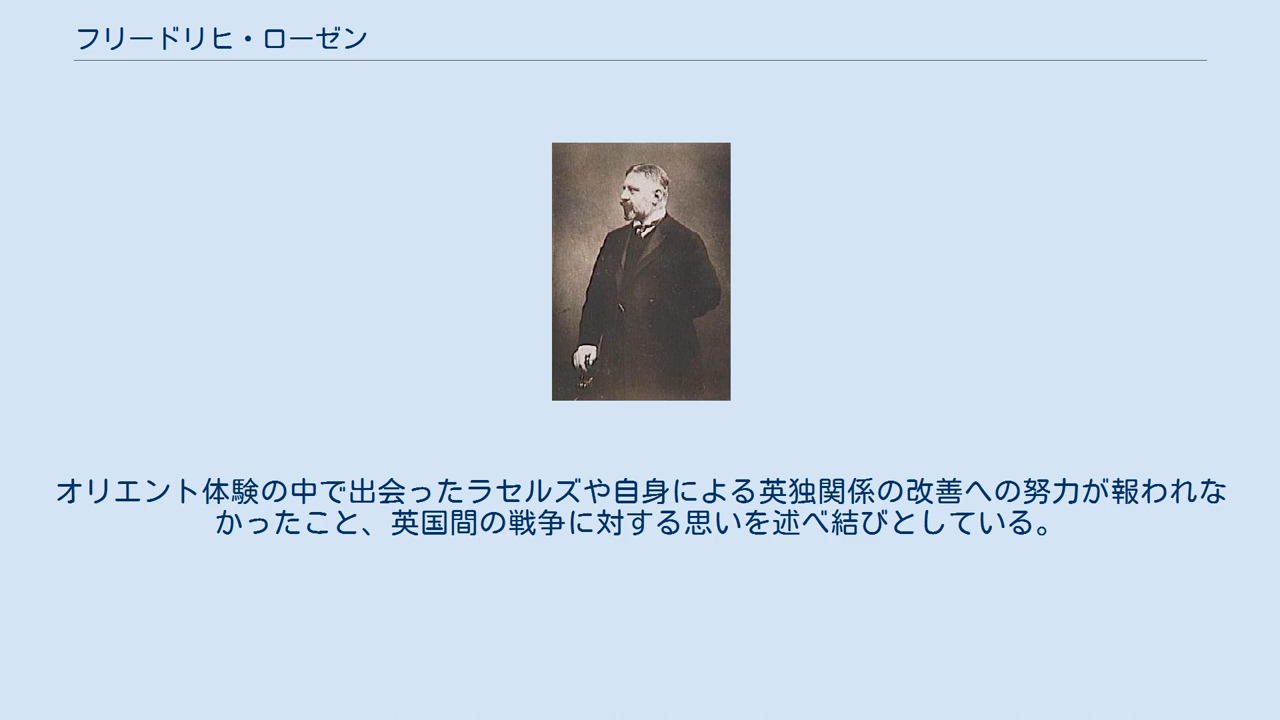 フリードリヒ・ローゼン
オリエント体験の中で出会ったラセルズや自身による英独関係の改善への努力が報われな
かったこと、英国間の戦争に対する思いを述べ結びとしている。